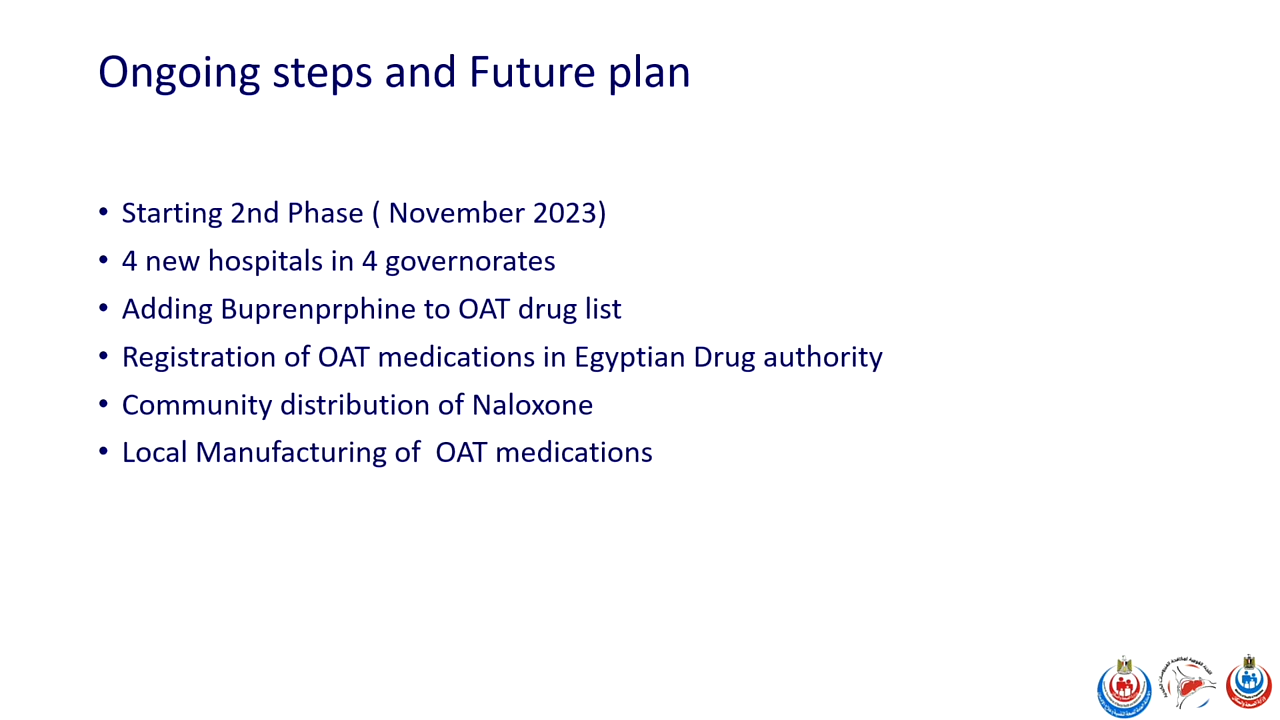 Ongoing steps and Future plan
• Starting 2nd Phase ( November 2023)
• 4 new hospitals in 4 governorates
• Adding Buprenprphine to OAT drug list
• Registration of OAT medications in Egyptian Drug authority
• Community distribution of Naloxone
• Local Manufacturing of  OAT medications